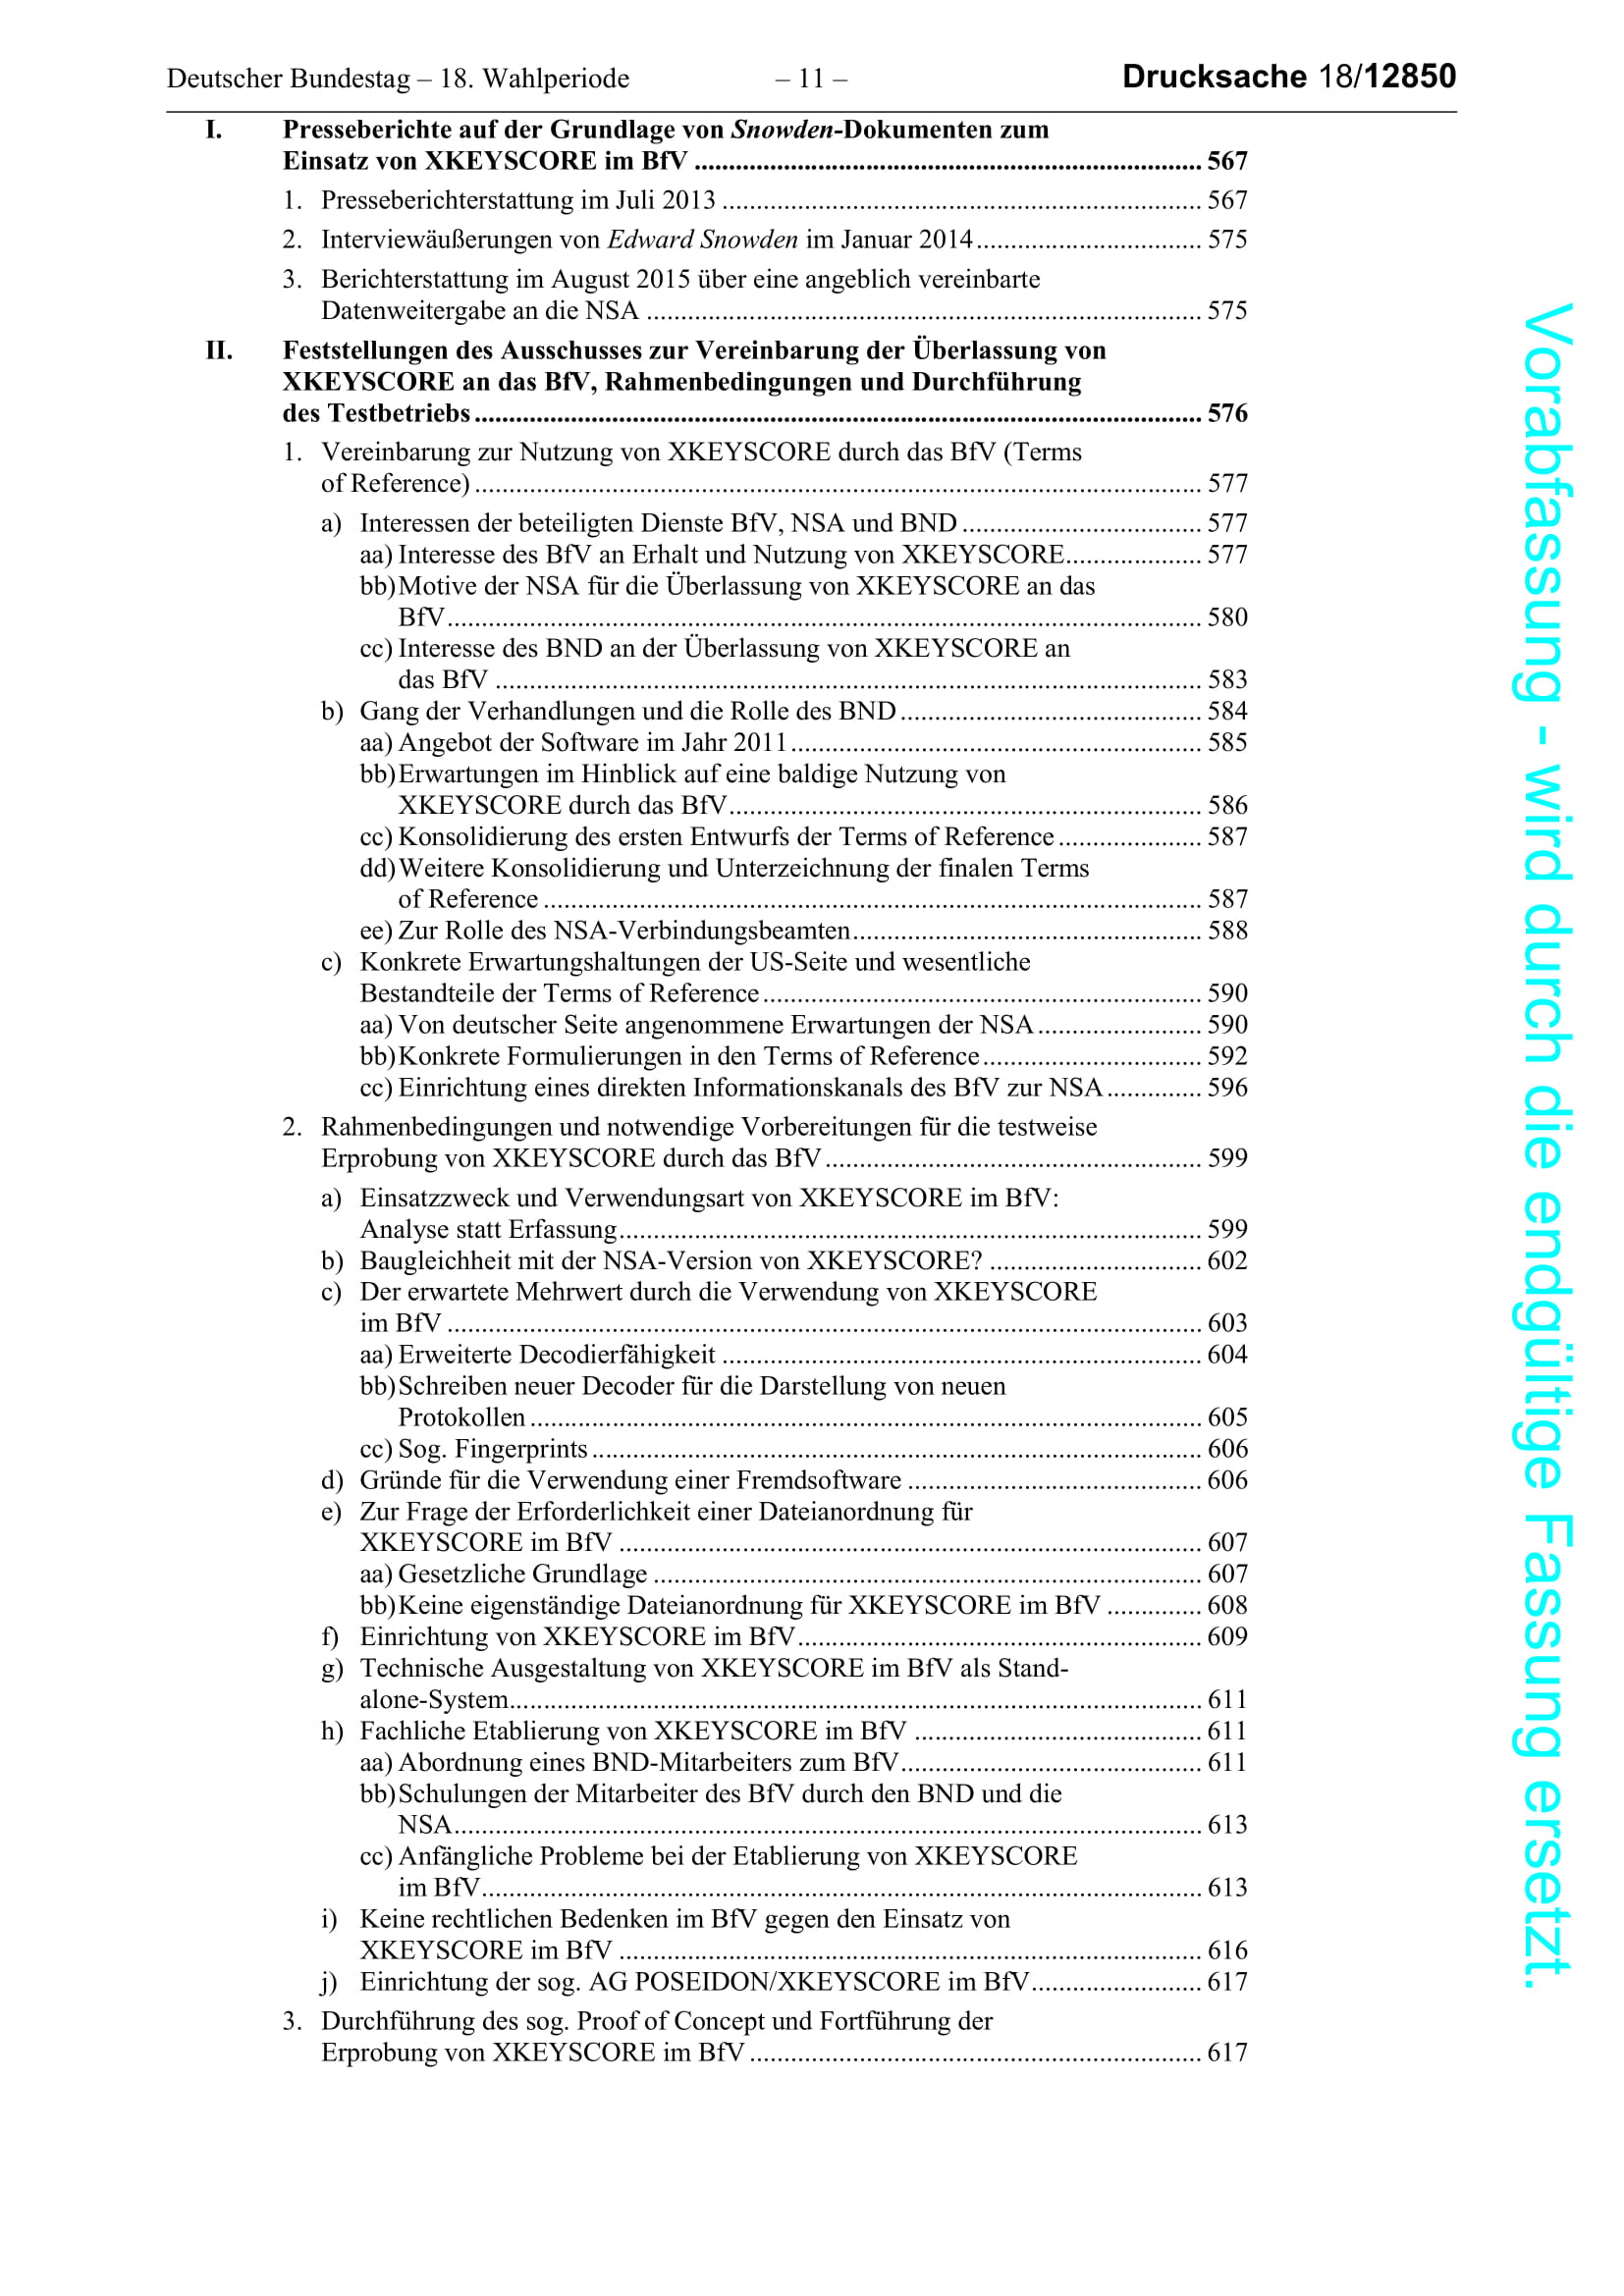 Deutscher Bundestag – 18. Wahlperiode – 11 – Drucksache 18/12850
I. Presseberichte auf der Grundlage von Snowden-Dokumenten zum
Einsatz von XKEYSCORE im BfV ........ 567
1. Presseberichterstattung im Juli 2013 ........ 567
2. Interviewäußerungen von Edward Snowden im Januar 2014 ........ 575
3. Berichterstattung im August 2015 über eine angeblich vereinbarte
Datenweitergabe an die NSA ........ 575
II. Feststellungen des Ausschusses zur Vereinbarung der Überlassung von
XKEYSCORE an das BfV, Rahmenbedingungen und Durchführung
des Testbetriebs ........ 576
1. Vereinbarung zur Nutzung von XKEYSCORE durch das BfV (Terms
of Reference) ........ 577
a) Interessen der beteiligten Dienste BfV, NSA und BND ........ 577
aa) Interesse des BfV an Erhalt und Nutzung von XKEYSCORE ........ 577
bb) Motive der NSA für die Überlassung von XKEYSCORE an das
BfV ........ 580
cc) Interesse des BND an der Überlassung von XKEYSCORE an
das BfV ........ 583
b) Gang der Verhandlungen und die Rolle des BND ........ 584
aa) Angebot der Software im Jahr 2011 ........ 585
bb) Erwartungen im Hinblick auf eine baldige Nutzung von
XKEYSCORE durch das BfV ........ 586
cc) Konsolidierung des ersten Entwurfs der Terms of Reference ........ 587
dd) Weitere Konsolidierung und Unterzeichnung der finalen Terms
of Reference ........ 587
ee) Zur Rolle des NSA-Verbindungsbeamten ........ 588
c) Konkrete Erwartungshaltungen der US-Seite und wesentliche
Bestandteile der Terms of Reference ........ 590
aa) Von deutscher Seite angenommene Erwartungen der NSA ........ 590
bb) Konkrete Formulierungen in den Terms of Reference ........ 592
cc) Einrichtung eines direkten Informationskanals des BfV zur NSA ........ 596
2. Rahmenbedingungen und notwendige Vorbereitungen für die testweise
Erprobung von XKEYSCORE durch das BfV ........ 599
a) Einsatzzweck und Verwendungsart von XKEYSCORE im BfV:
Analyse statt Erfassung ........ 599
b) Baugleichheit mit der NSA-Version von XKEYSCORE? ........ 602
c) Der erwartete Mehrwert durch die Verwendung von XKEYSCORE
im BfV ........ 603
aa) Erweiterte Decodierfähigkeit ........ 604
bb) Schreiben neuer Decoder für die Darstellung von neuen
Protokollen ........ 605
cc) Sog. Fingerprints ........ 606
d) Gründe für die Verwendung einer Fremdsoftware ........ 606
e) Zur Frage der Erforderlichkeit einer Dateianordnung für
XKEYSCORE im BfV ........ 607
aa) Gesetzliche Grundlage ........ 607
bb) Keine eigenständige Dateianordnung für XKEYSCORE im BfV ........ 608
f) Einrichtung von XKEYSCORE im BfV ........ 609
g) Technische Ausgestaltung von XKEYSCORE im BfV als Stand-
alone-System ........ 611
h) Fachliche Etablierung von XKEYSCORE im BfV ........ 611
aa) Abordnung eines BND-Mitarbeiters zum BfV ........ 611
bb) Schulungen der Mitarbeiter des BfV durch den BND und die
NSA ........ 613
cc) Anfängliche Probleme bei der Etablierung von XKEYSCORE
im BfV ........ 613
i) Keine rechtlichen Bedenken im BfV gegen den Einsatz von
XKEYSCORE im BfV ........ 616
j) Einrichtung der sog. AG POSEIDON/XKEYSCORE im BfV ........ 617
3. Durchführung des sog. Proof of Concept und Fortführung der
Erprobung von XKEYSCORE im BfV ........ 617
Vorabfassung - wird durch die endgültige Fassung ersetzt.